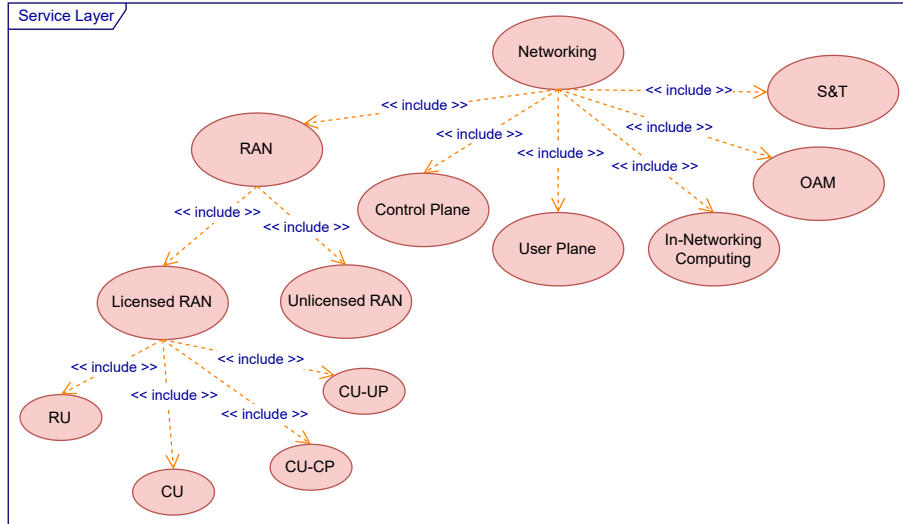 Service Layer
Networking
S&T
<< include >>
<< include >>
RAN
<< include >>
<< include >>
<< include >>
<< include >>
OAM
Control Plane
<< include >>
<< include >>
User Plane
In-Networking
Computing
Licensed RAN
Unlicensed RAN
<< include >>
<< include >>
<< include >>
<< include >>
CU-UP
RU
CU-CP
CU